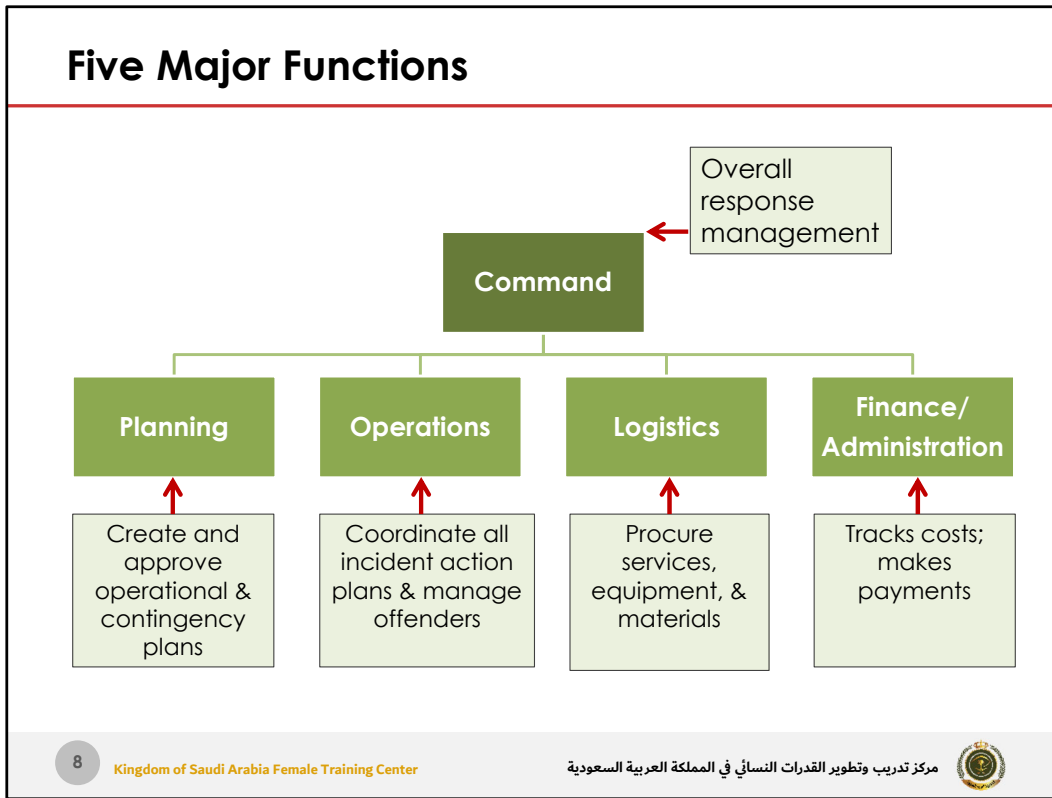 Five Major Functions
Overall
response
management
Command
Planning
Operations
Logistics
Finance/
Administration
Create and
approve
operational &
contingency
plans
Coordinate all
incident action
plans & manage
offenders
Procure
services,
equipment, &
materials
Tracks costs;
makes
payments
8
Kingdom of Saudi Arabia Female Training Center
مركز تدريب وتطوير القدرات النسائي في المملكة العربية السعودية